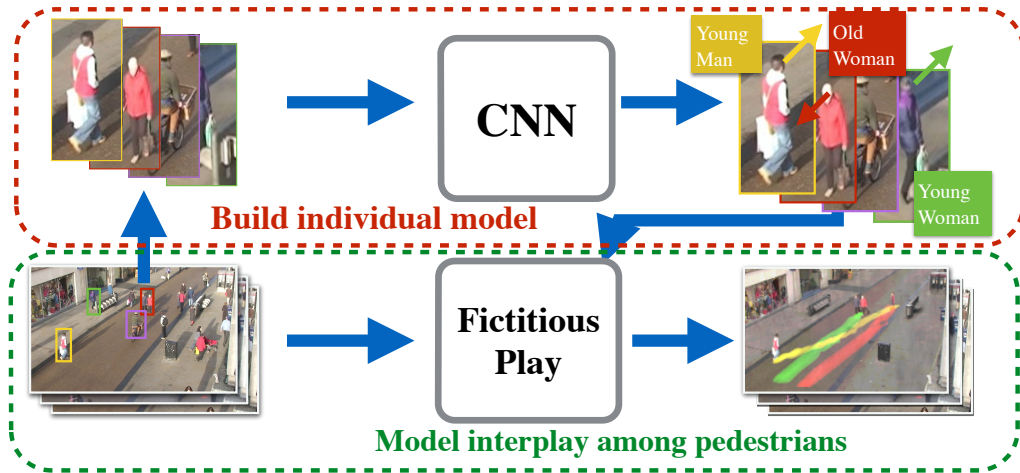 Young
Man
Old
Woman
CNN
Young
Woman
Build individual model
Fictitious
Play
Model interplay among pedestrians